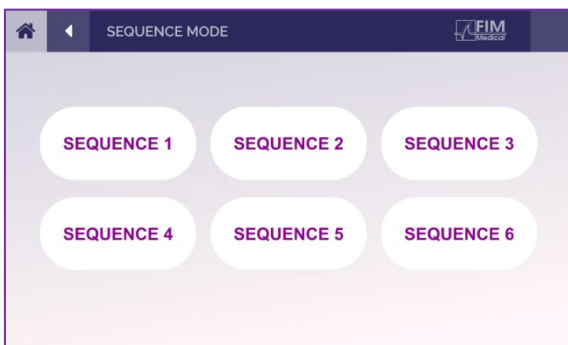 SEQUENCE MODE
FIM
Medical
SEQUENCE 1 SEQUENCE 2 SEQUENCE 3
SEQUENCE 4 SEQUENCE 5 SEQUENCE 6